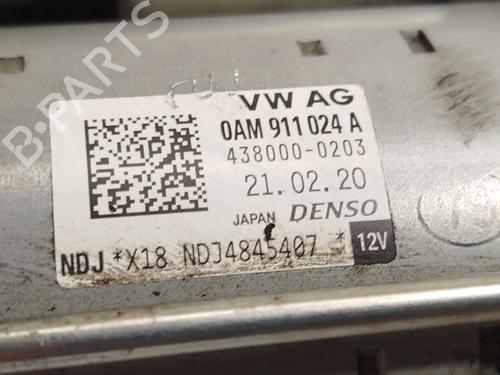 B-PARTS
VW AG
0AM 911 024 A
438000-0203
21.02.20
JAPAN DENSO
NDJ *X18 NDJ4845407 * 12V